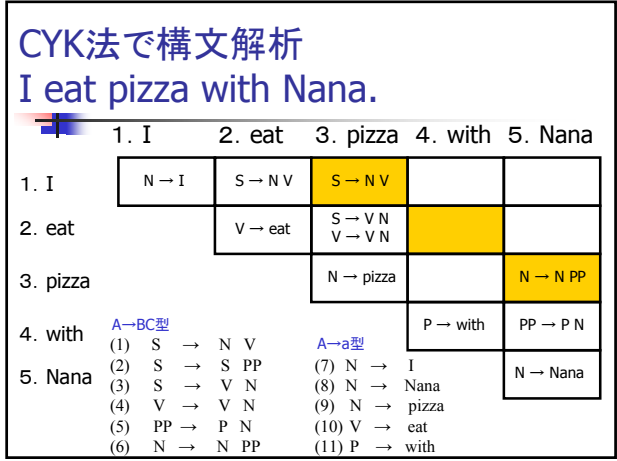 CYK法で構文解析
I eat pizza with Nana.
1. I 2. eat 3. pizza 4. with 5. Nana
1. I N → I S → N V S → N V
2. eat V → eat S → V N
V → V N
3. pizza N → pizza N → N PP
4. with P → with PP → P N
5. Nana N → Nana
A→BC型
(1) S → N V
(2) S → S PP
(3) S → V N
(4) V → V N
(5) PP → P N
(6) N → N PP
A→a型
(7) N → I
(8) N → Nana
(9) N → pizza
(10) V → eat
(11) P → with